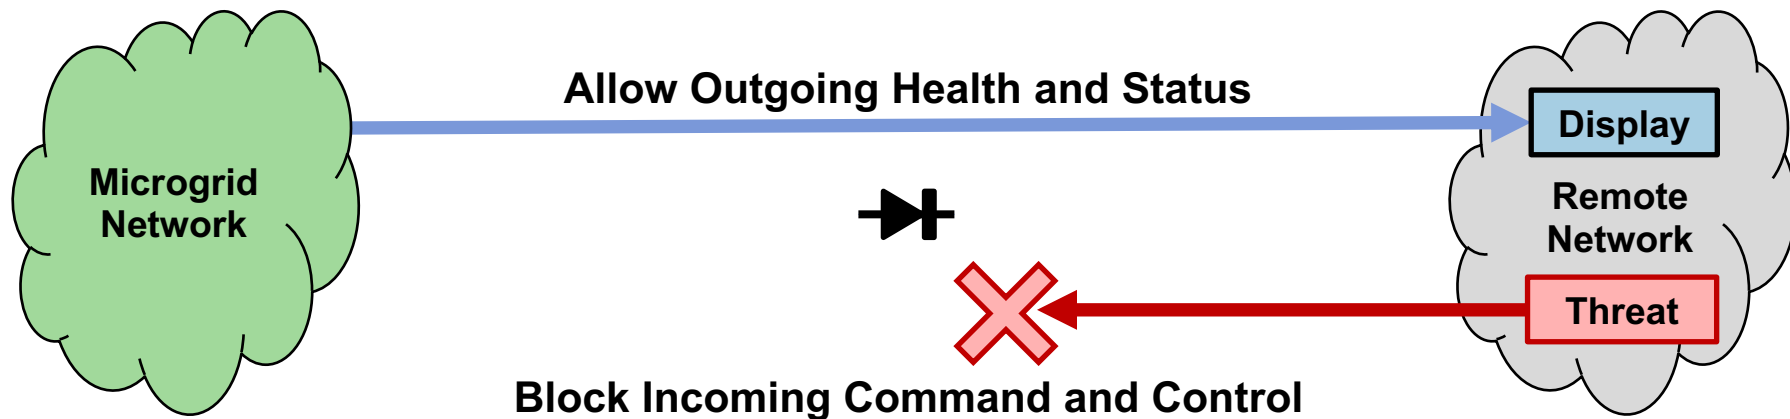 Allow Outgoing Health and Status
Microgrid
Network
Display
Remote
Network
Threat
Block Incoming Command and Control